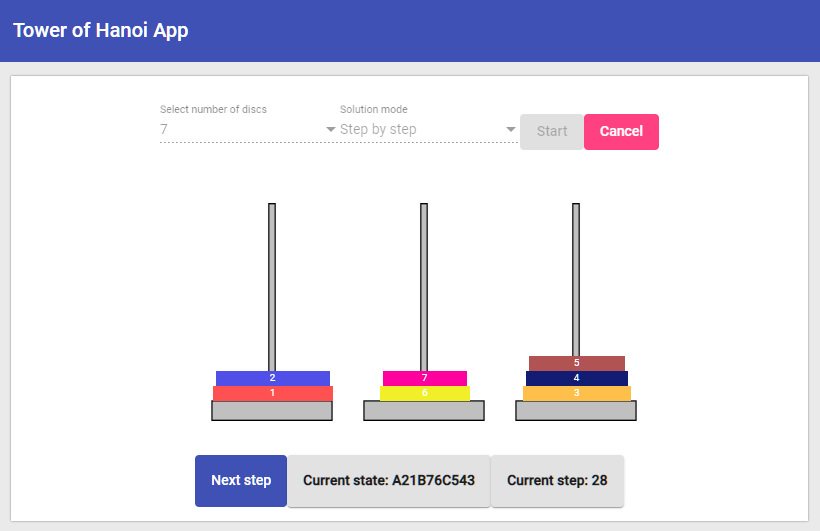 Tower of Hanoi App
Select number of discs
Solution mode
7
Step by step
Start
Cancel
5
2
7
4
1
6
3
Next step
Current state: A21B76C543
Current step: 28